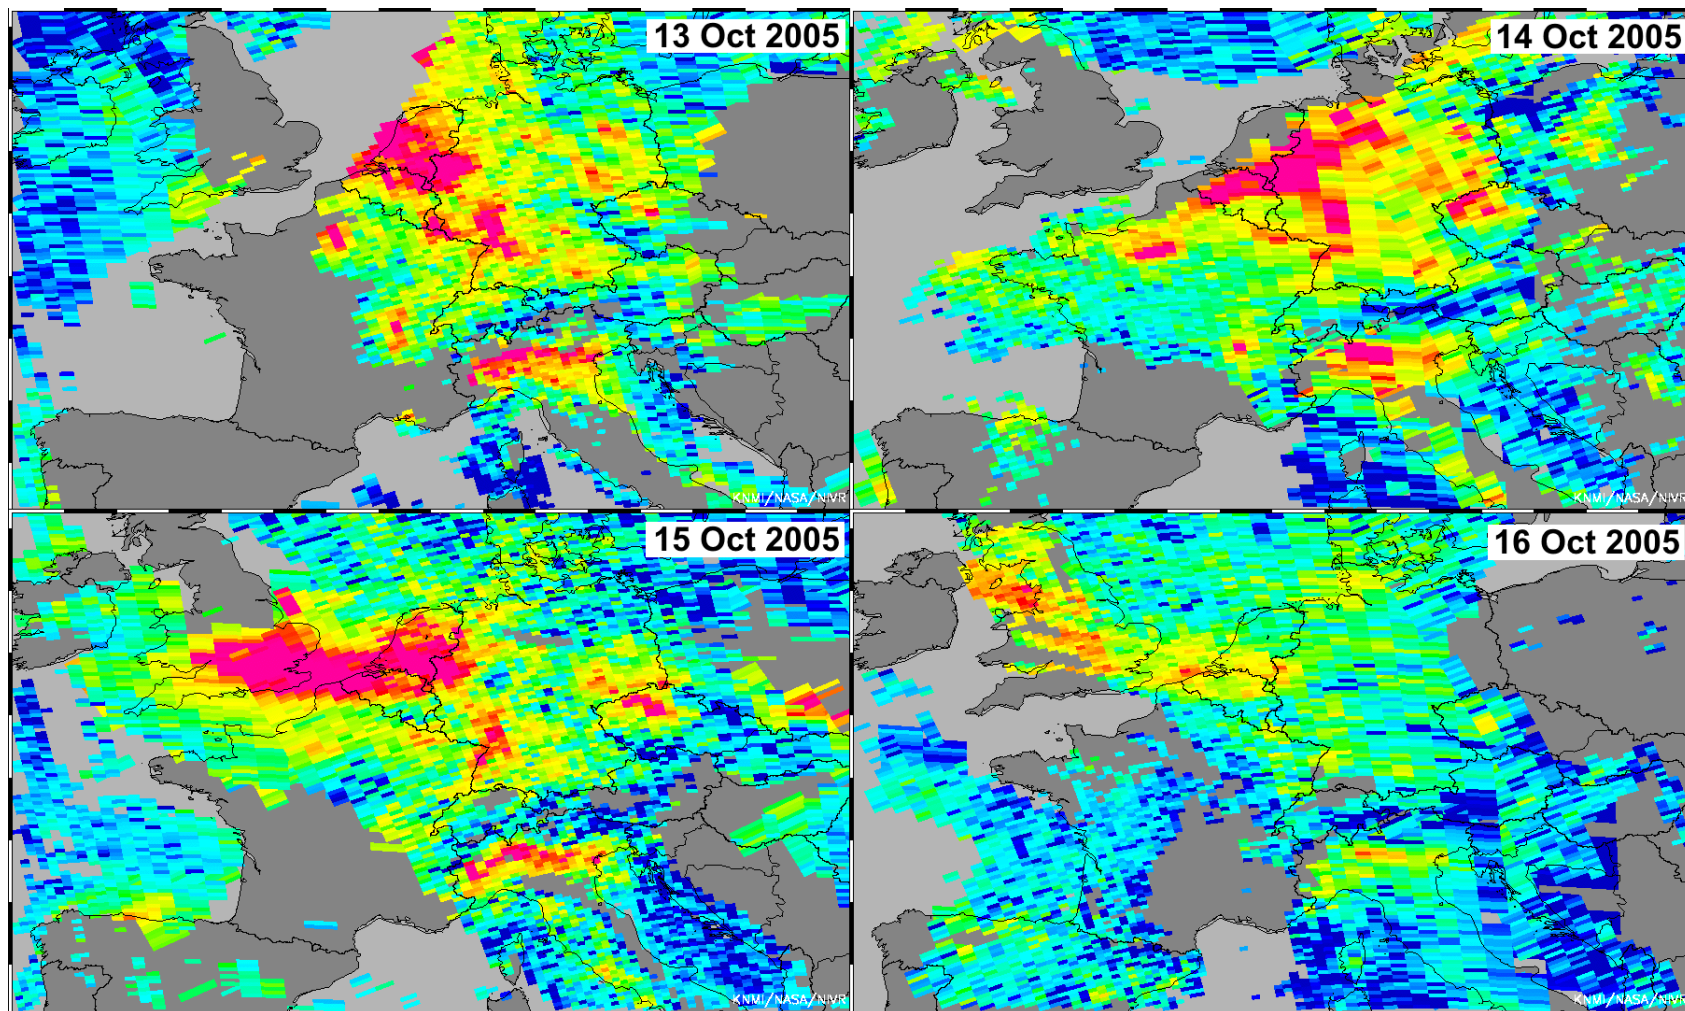 13 Oct 2005
14 Oct 2005
KNMI/NASA/NIVR
KNMI/NASA/NIVR
15 Oct 2005
16 Oct 2005
KNMI/NASA/NIVR
KNMI/NASA/NIVR